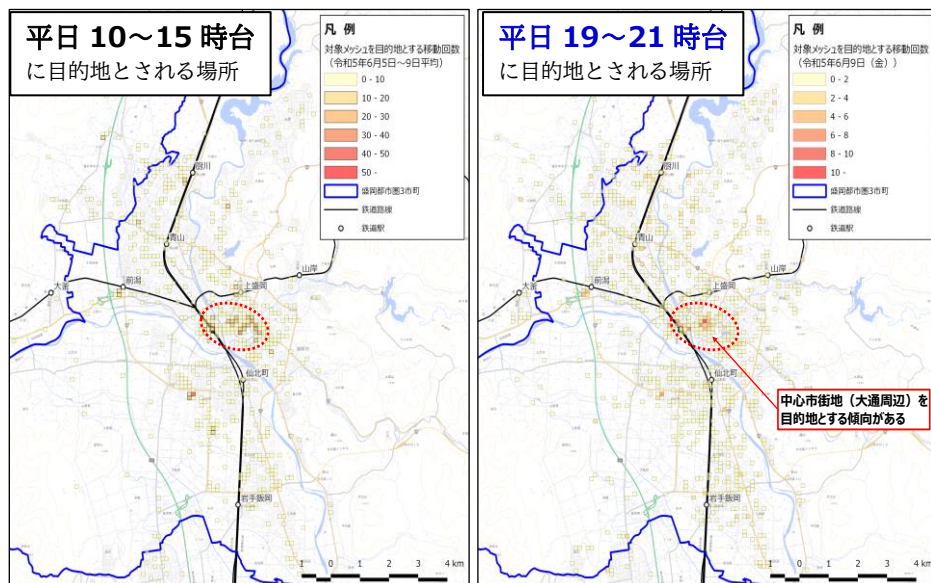 平日 10～15 時台
に目的地とされる場所
凡 例
対象メッシュを目的地とする移動回数
（令和5年6月5日～9日平均）
0 - 10
10 - 20
20 - 30
30 - 40
40 - 50
50 -
盛岡都市圏3市町
鉄道路線
鉄道駅
厨川
青山
山岸
大釜
前潟
上盛岡
仙北町
岩手飯岡
1 0 1 2 3 4 km
平日 19～21 時台
に目的地とされる場所
凡 例
対象メッシュを目的地とする移動回数
（令和5年6月9日（金））
0 - 2
2 - 4
4 - 6
6 - 8
8 - 10
10 -
盛岡都市圏3市町
鉄道路線
鉄道駅
厨川
青山
山岸
大釜
前潟
上盛岡
仙北町
中心市街地（大通周辺）を
目的地とする傾向がある
岩手飯岡
1 0 1 2 3 4 km